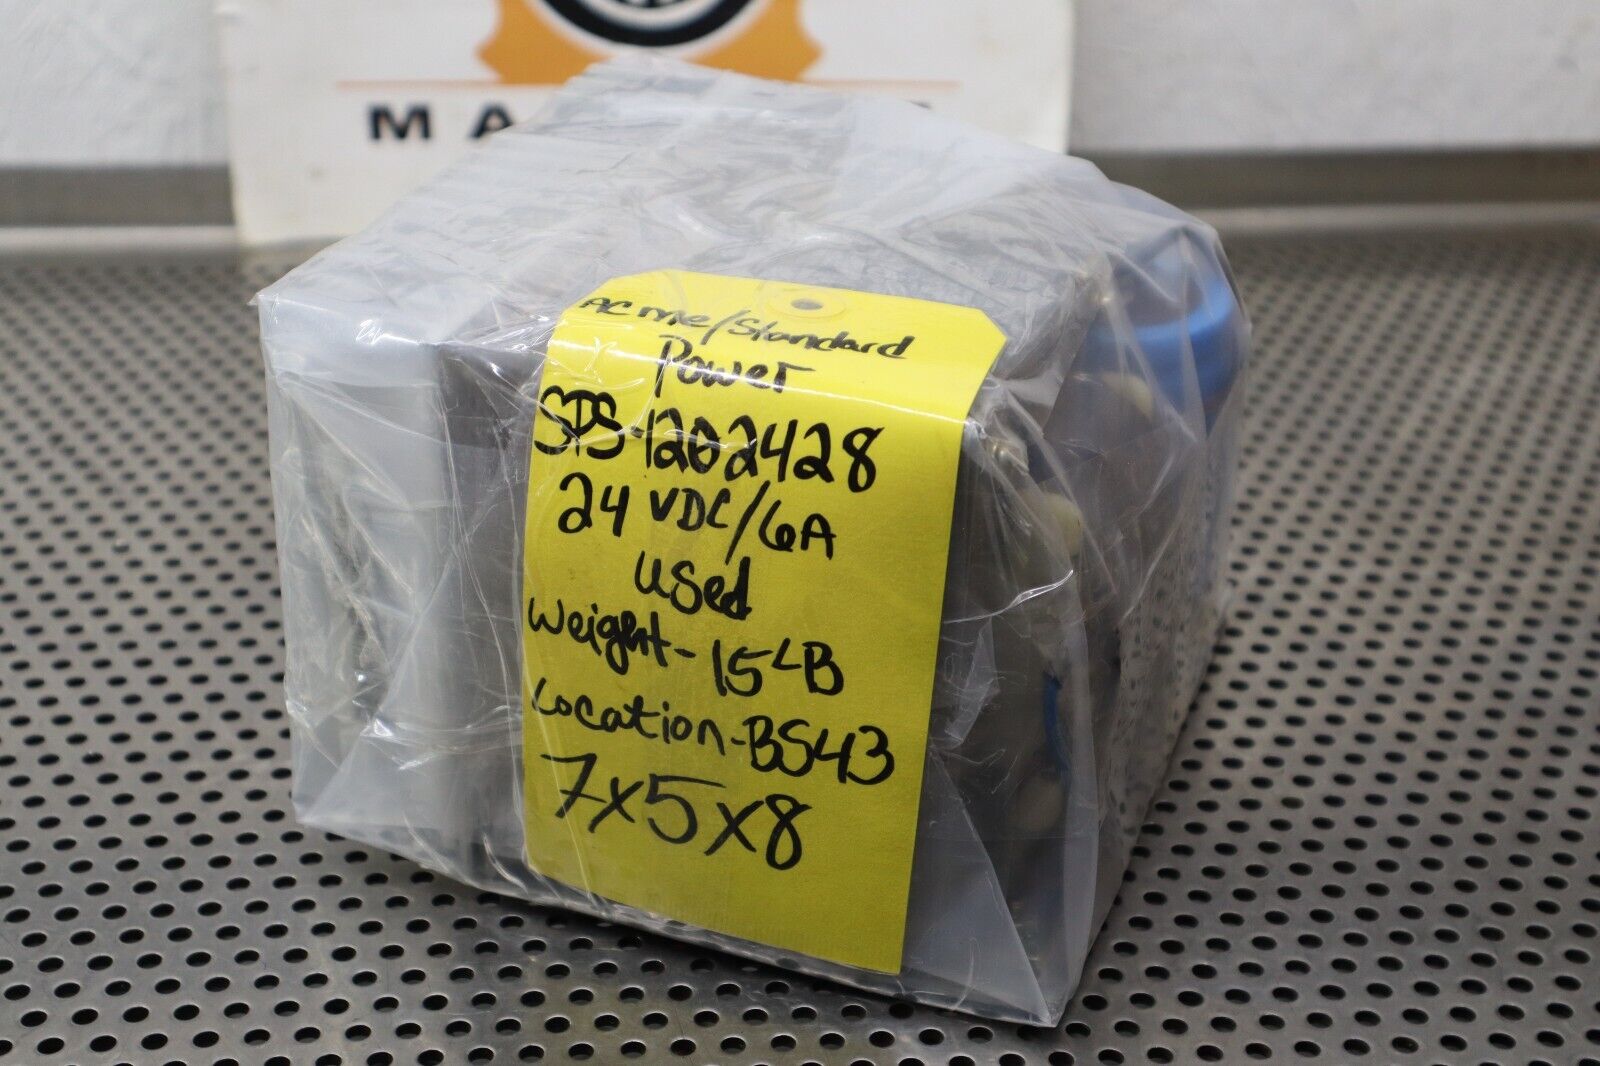 MA
Acme/Standard
Power
SPS-1202428
24 VDC/6A
used
Weight- 15LB
Location-BS43
7x5x8